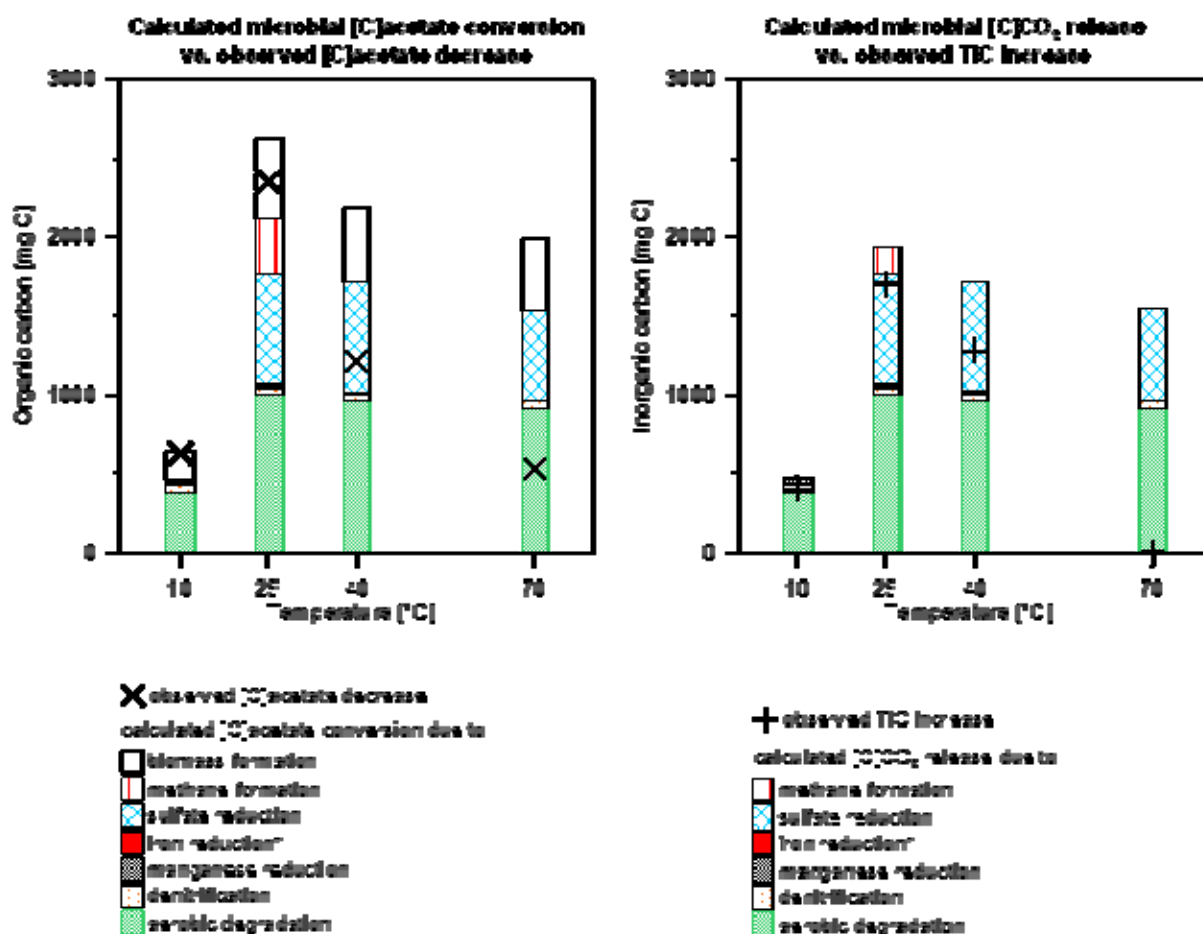 Calculated microbial [C]acetate conversion
vs. observed [C]acetate decrease
3000
2000
1000
0
Organic carbon [mg C]
10
25
40
70
Temperature [°C]
Calculated microbial [C]CO₂ release
vs. observed TIC increase
3000
2000
1000
0
Inorganic carbon [mg C]
10
25
40
70
Temperature [°C]
observed [C]acetate decrease
calculated [C]acetate conversion due to
biomass formation
methane formation
sulfate reduction
iron reduction*
manganese reduction
denitrification
aerobic degradation
observed TIC increase
calculated [C]CO₂ release due to
methane formation
sulfate reduction
iron reduction*
manganese reduction
denitrification
aerobic degradation